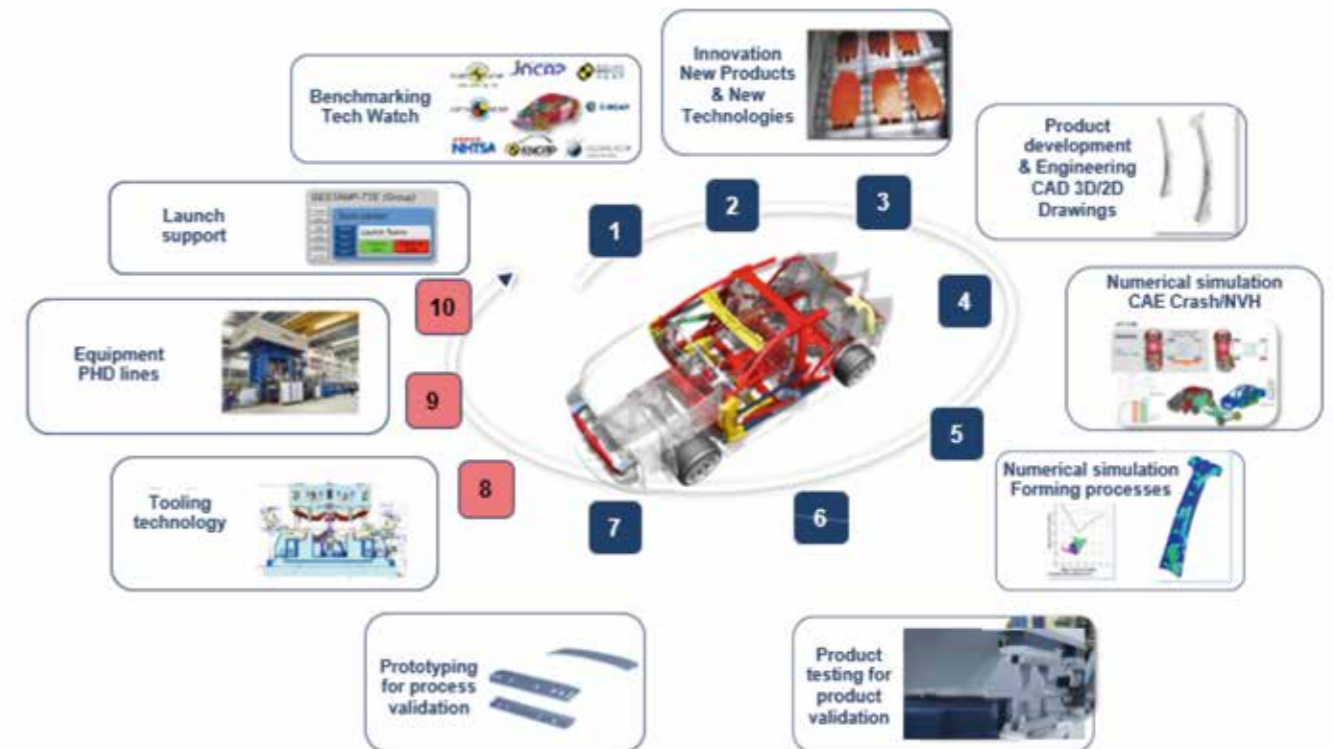 Benchmarking
Tech Watch
JNCAP
NHTSA
Innovation
New Products
& New
Technologies
Product
development
& Engineering
CAD 3D/2D
Drawings
Launch
support
1
2
3
4
5
6
7
8
9
10
Numerical simulation
CAE Crash/NVH
Equipment
PHD lines
Numerical simulation
Forming processes
Tooling
technology
Prototyping
for process
validation
Product
testing for
product
validation